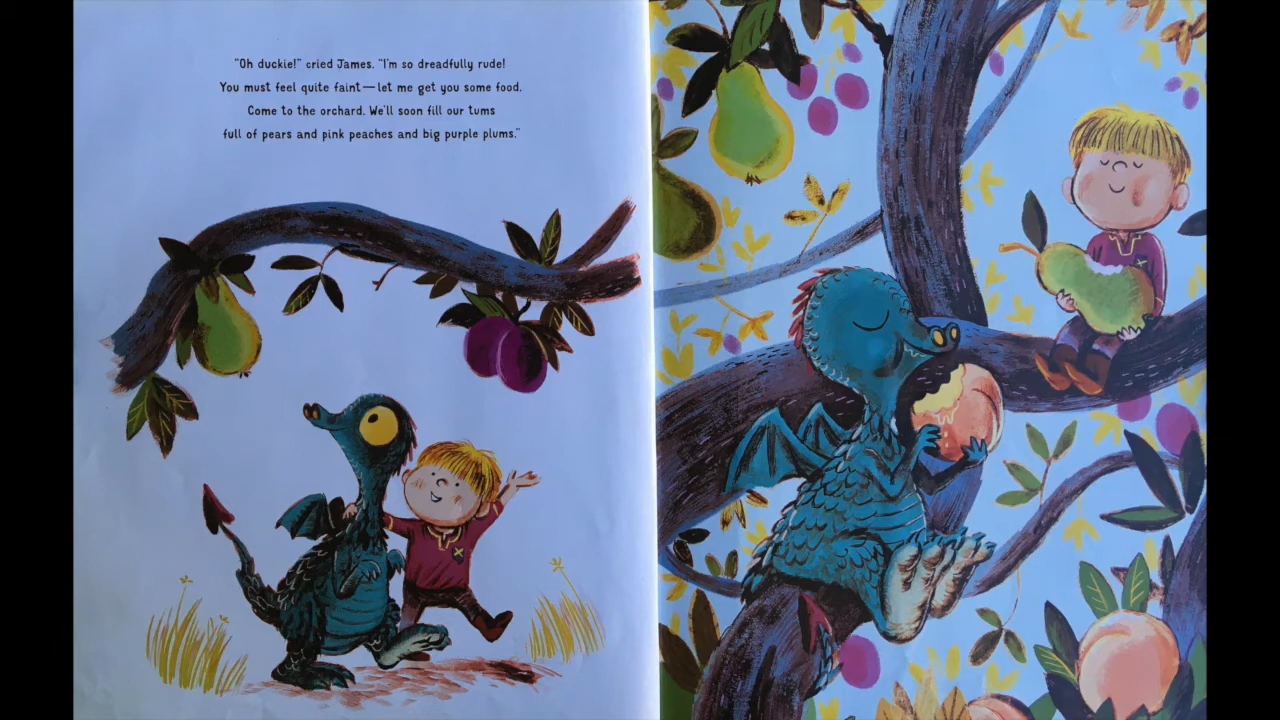 "Oh duckie!" cried James. "I'm so dreadfully rude!
You must feel quite faint—let me get you some food.
Come to the orchard. We'll soon fill our tums
full of pears and pink peaches and big purple plums."